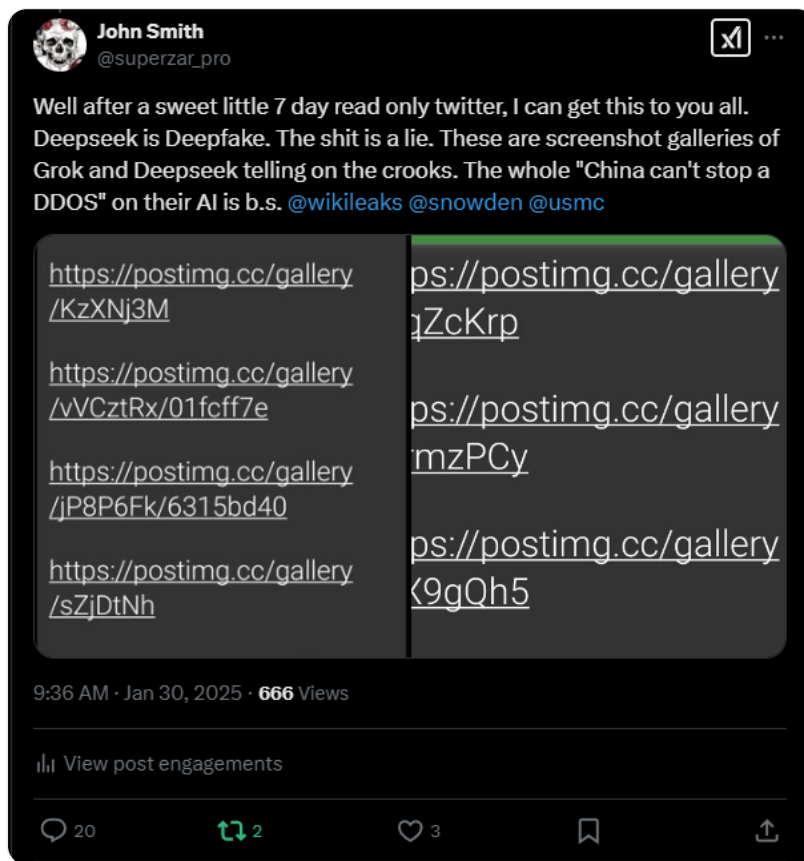 John Smith
@superzar_pro
Well after a sweet little 7 day read only twitter, I can get this to you all.
Deepseek is Deepfake. The shit is a lie. These are screenshot galleries of
Grok and Deepseek telling on the crooks. The whole "China can't stop a
DDOS" on their AI is b.s. @wikileaks @snowden @usmc
https://postimg.cc/gallery
/KzXNj3M
https://postimg.cc/gallery
/vVCztRx/01fcff7e
https://postimg.cc/gallery
/jP8P6Fk/6315bd40
https://postimg.cc/gallery
/sZjDtNh
ps://postimg.cc/gallery
qZcKrp
ps://postimg.cc/gallery
mzPCy
ps://postimg.cc/gallery
X9gQh5
9:36 AM · Jan 30, 2025 · 666 Views
View post engagements
20
2
3